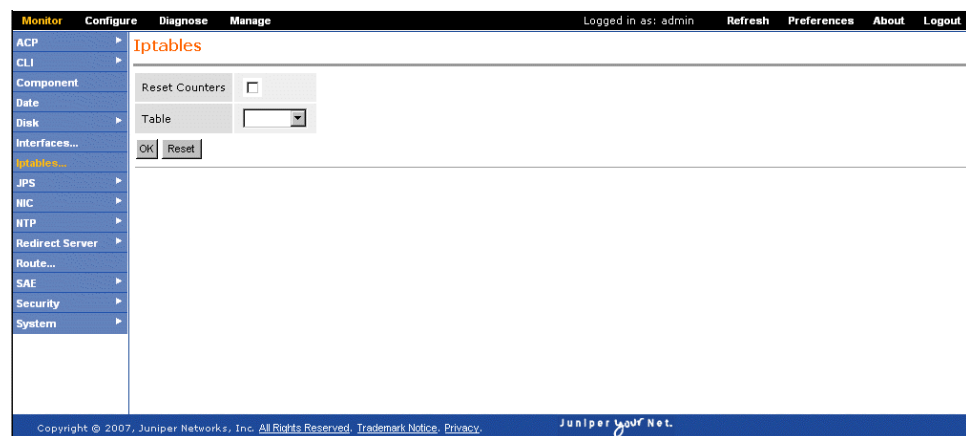 Monitor Configure Diagnose Manage Logged in as: admin Refresh Preferences About Logout
ACP
CLI
Component
Date
Disk
Interfaces...
Iptables...
JPS
NIC
NTP
Redirect Server
Route...
SAE
Security
System
Iptables
Reset Counters
Table
OK Reset
Copyright © 2007, Juniper Networks, Inc. All Rights Reserved. Trademark Notice. Privacy. Juniper your Net.